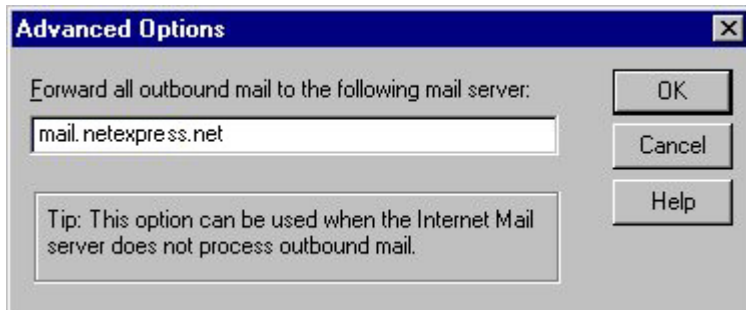 Advanced Options
Forward all outbound mail to the following mail server:
mail.netexpress.net
Tip: This option can be used when the Internet Mail
server does not process outbound mail.
OK
Cancel
Help